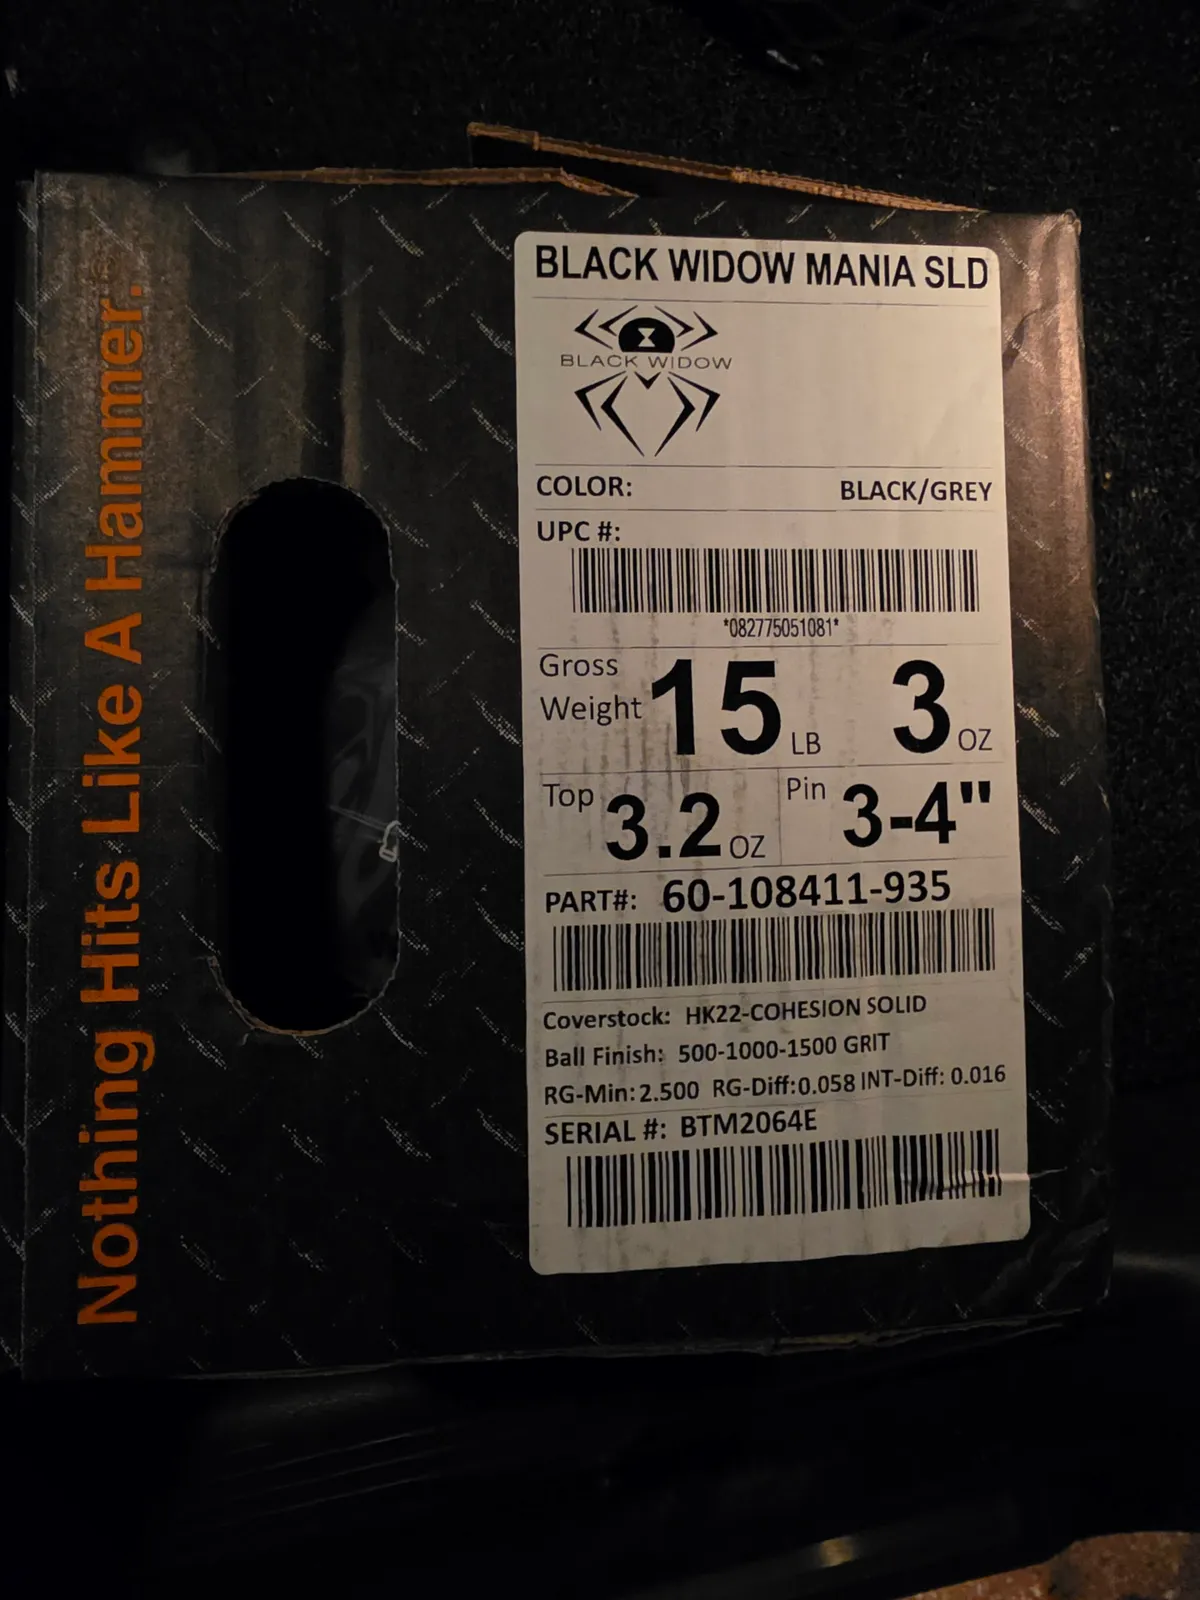 Nothing Hits Like A Hammer.®
BLACK WIDOW MANIA SLD
BLACK WIDOW
COLOR: BLACK/GREY
UPC #:
*082775051081*
Gross Weight 15 LB 3 OZ
Top 3.2 OZ Pin 3-4"
PART#: 60-108411-935
Coverstock: HK22-COHESION SOLID
Ball Finish: 500-1000-1500 GRIT
RG-Min: 2.500 RG-Diff:0.058 INT-Diff: 0.016
SERIAL #: BTM2064E